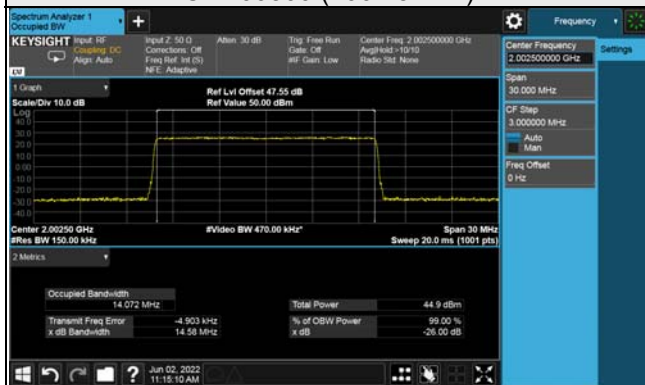 Spectrum Analyzer 1
Occupied BW
Frequency
KEYSIGHT Input: RF
Coupling: DC
Align: Auto
Input Z: 50 Ω
Corrections: Off
Freq Ref: Int (S)
NFE: Adaptive
Atten: 30 dB
Trig: Free Run
Gate: Off
#IF Gain: Low
Center Freq: 2.002500000 GHz
Avg|Hold:>10/10
Radio Std: None
Center Frequency
2.002500000 GHz
Settings
Span
30.000 MHz
CF Step
3.000000 MHz
Auto
Man
Freq Offset
0 Hz
1 Graph
Scale/Div 10.0 dB
Ref Lvl Offset 47.55 dB
Ref Value 50.00 dBm
Log
40.0
30.0
20.0
10.0
0.00
-10.0
-20.0
-30.0
-40.0
Center 2.00250 GHz
#Res BW 150.00 kHz
#Video BW 470.00 kHz*
Span 30 MHz
Sweep 20.0 ms (1001 pts)
2 Metrics
Occupied Bandwidth
14.072 MHz
Total Power 44.9 dBm
Transmit Freq Error -4.903 kHz
% of OBW Power 99.00 %
x dB Bandwidth 14.58 MHz
x dB -26.00 dB
?
Jun 02, 2022
11:15:10 AM